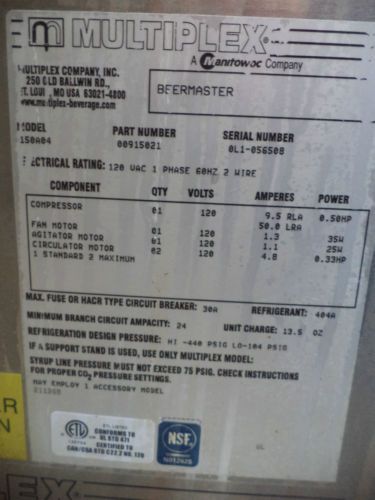 m MULTIPLEX
A Manitowoc Company
MULTIPLEX COMPANY, INC.
250 OLD BALLWIN RD.,
ST. LOUI , MO USA 63021-4800
www.multiplex-beverage.com
BEERMASTER
MODEL PART NUMBER SERIAL NUMBER
150A04 00915021 0L1-056508
ELECTRICAL RATING: 120 VAC 1 PHASE 60HZ 2 WIRE
COMPONENT QTY VOLTS AMPERES POWER
COMPRESSOR 01 120 9.5 RLA 0.50HP
50.0 LRA
FAN MOTOR 01 120 1.3 35W
AGITATOR MOTOR 01 120 1.1 25W
CIRCULATOR MOTOR 02 120 4.8 0.33HP
1 STANDARD 2 MAXIMUM
MAX. FUSE OR HACR TYPE CIRCUIT BREAKER: 30A REFRIGERANT: 404A
MINIMUM BRANCH CIRCUIT AMPACITY: 24 UNIT CHARGE: 13.5 OZ
REFRIGERATION DESIGN PRESSURE: HI -440 PSIG LO-104 PSIG
IF A SUPPORT STAND IS USED, USE ONLY MULTIPLEX MODEL:
SYRUP LINE PRESSURE MUST NOT EXCEED 75 PSIG. CHECK INSTRUCTIONS
FOR PROPER CO2 PRESSURE SETTINGS.
MAY EMPLOY 1 ACCESSORY MODEL
ETL LISTED
CONFORMS TO
UL STD 471
CERTIFIED TO
CAN/CSA STD C22.2 No. 120
NSF